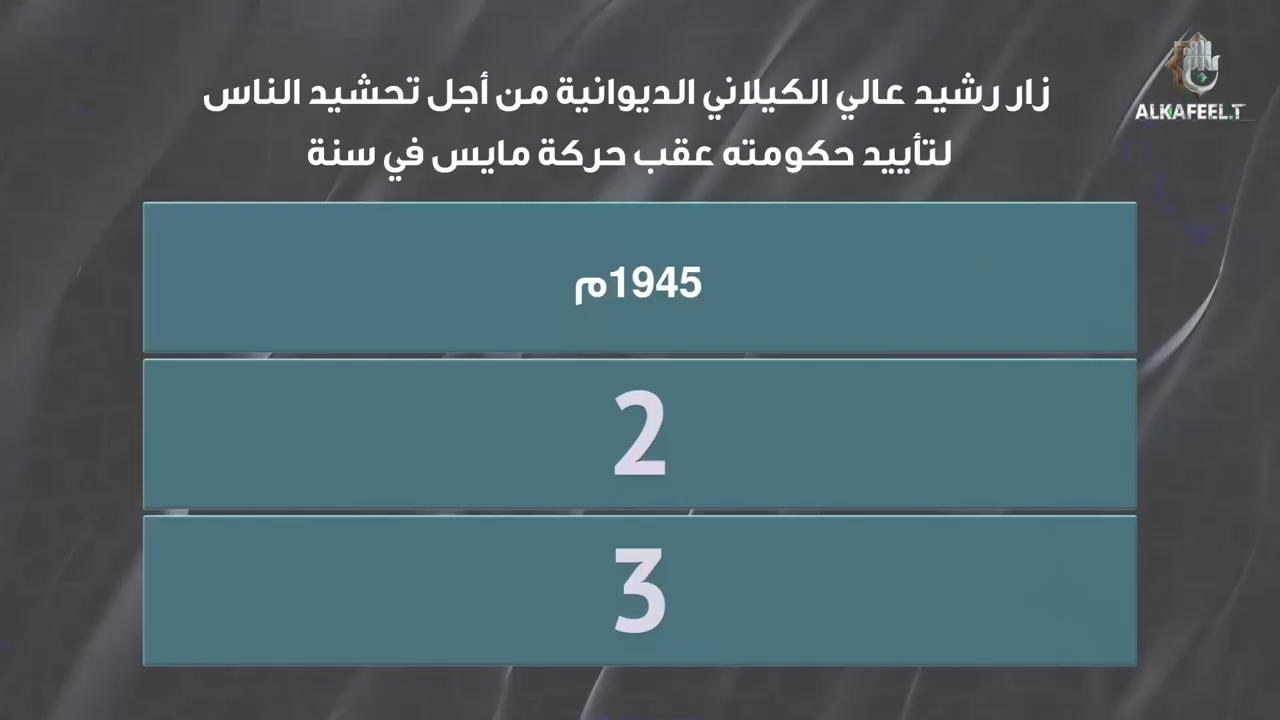 زار رشيد عالي الكيلاني الديوانية من أجل تحشيد الناس
لتأييد حكومته عقب حركة مايس في سنة
1945م
2
3
ALKAFEEL.T